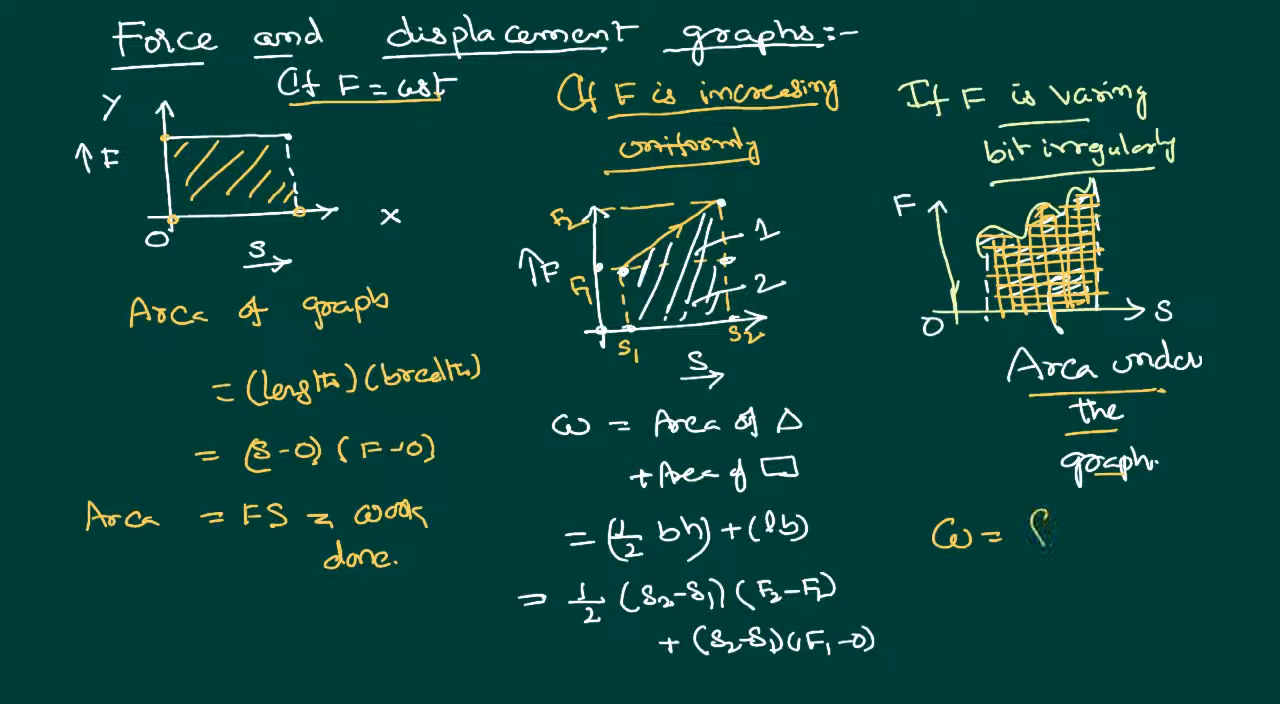 Force and displacement graphs:-
If F = cst
Y
↑ F
O
X
S
Area of graph
= (length) (breadth)
= (S-0) (F-0)
Area = FS = work
done.
If F is increasing
uniformly
F2
↑F
F1
1
2
S1
S2
S
W = Area of Δ
+ Area of □
= (1/2 bh) + (lb)
= 1/2 (S2-S1) (F2-F1)
+ (S2-S1)(F1-0)
If F is varing
bit irrgularly
F
O
S
Area under
the
graph.
W =